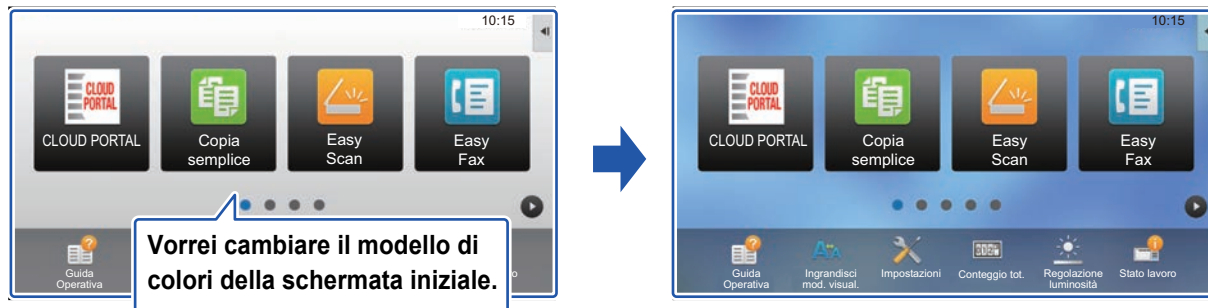 10:15
CLOUD
PORTAL
CLOUD PORTAL
Copia
semplice
Easy
Scan
Easy
Fax
Guida
Operativa
Vorrei cambiare il modello di
colori della schermata iniziale.
o
10:15
CLOUD
PORTAL
CLOUD PORTAL
Copia
semplice
Easy
Scan
Easy
Fax
Guida
Operativa
Ingrandisci
mod. visual.
Impostazioni
Conteggio tot.
Regolazione
luminosità
Stato lavoro